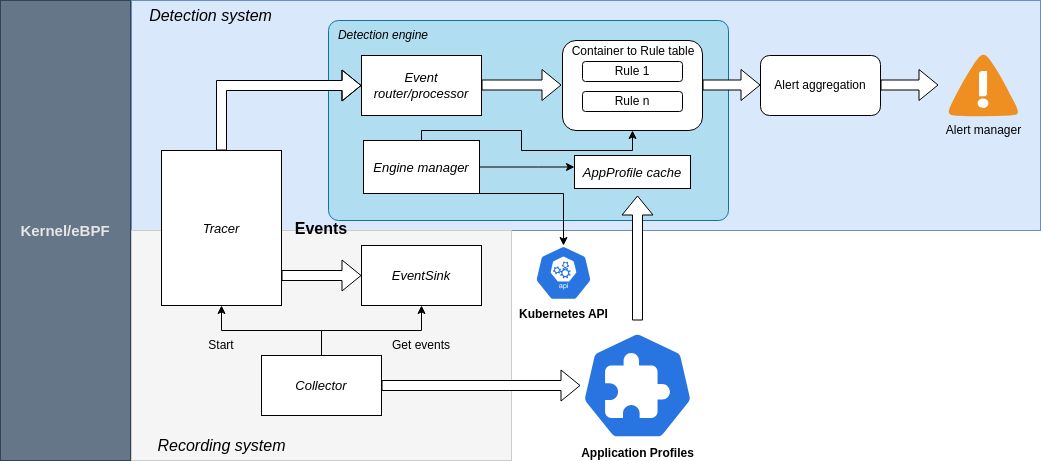 Detection system
Detection engine
Event
router/processor
Container to Rule table
Rule 1
Rule n
Alert aggregation
Alert manager
Engine manager
AppProfile cache
Kernel/eBPF
Tracer
Events
EventSink
api
Kubernetes API
Start
Get events
Collector
Recording system
Application Profiles